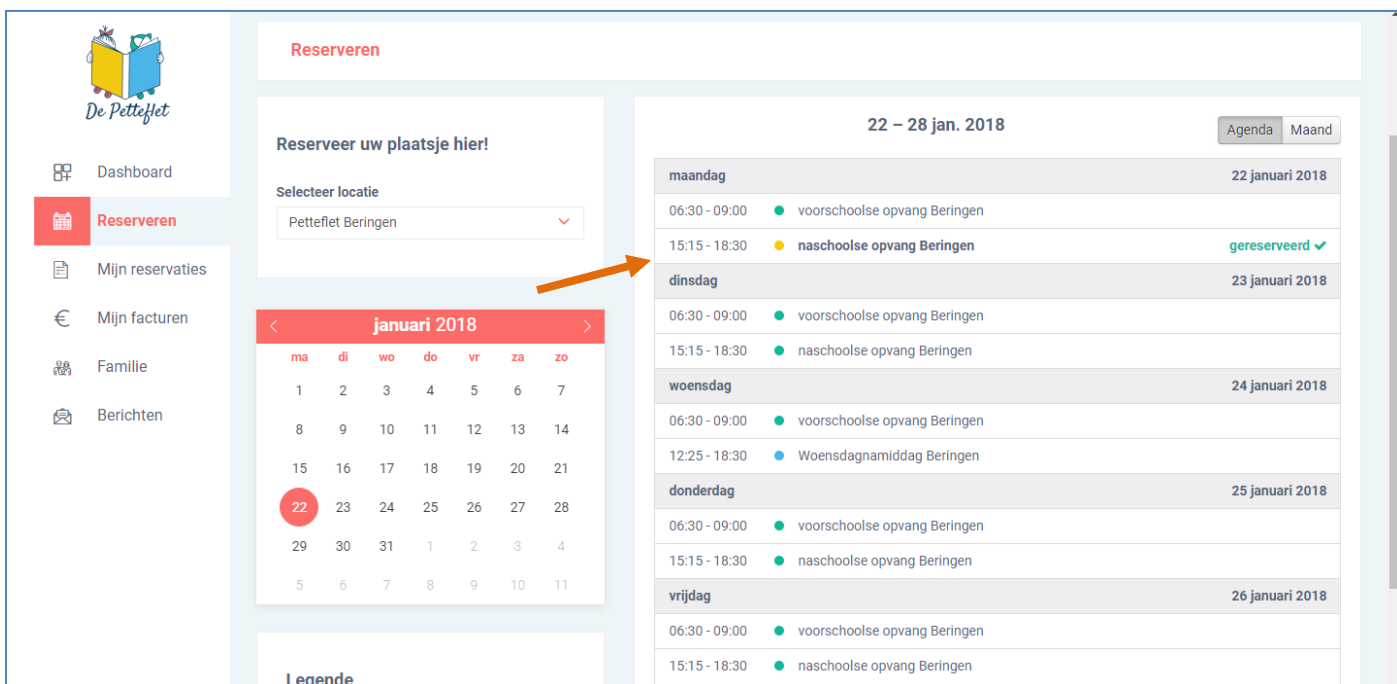 De Petteflet
Dashboard
Reserveren
Mijn reservaties
Mijn facturen
Familie
Berichten
Reserveren
Reserveer uw plaatsje hier!
Selecteer locatie
Petteflet Beringen
januari 2018
ma di wo do vr za zo
1 2 3 4 5 6 7
8 9 10 11 12 13 14
15 16 17 18 19 20 21
22 23 24 25 26 27 28
29 30 31 1 2 3 4
5 6 7 8 9 10 11
Legende
22 – 28 jan. 2018
Agenda Maand
maandag 22 januari 2018
06:30 - 09:00 voorschoolse opvang Beringen
15:15 - 18:30 naschoolse opvang Beringen gereserveerd ✓
dinsdag 23 januari 2018
06:30 - 09:00 voorschoolse opvang Beringen
15:15 - 18:30 naschoolse opvang Beringen
woensdag 24 januari 2018
06:30 - 09:00 voorschoolse opvang Beringen
12:25 - 18:30 Woensdagnamiddag Beringen
donderdag 25 januari 2018
06:30 - 09:00 voorschoolse opvang Beringen
15:15 - 18:30 naschoolse opvang Beringen
vrijdag 26 januari 2018
06:30 - 09:00 voorschoolse opvang Beringen
15:15 - 18:30 naschoolse opvang Beringen